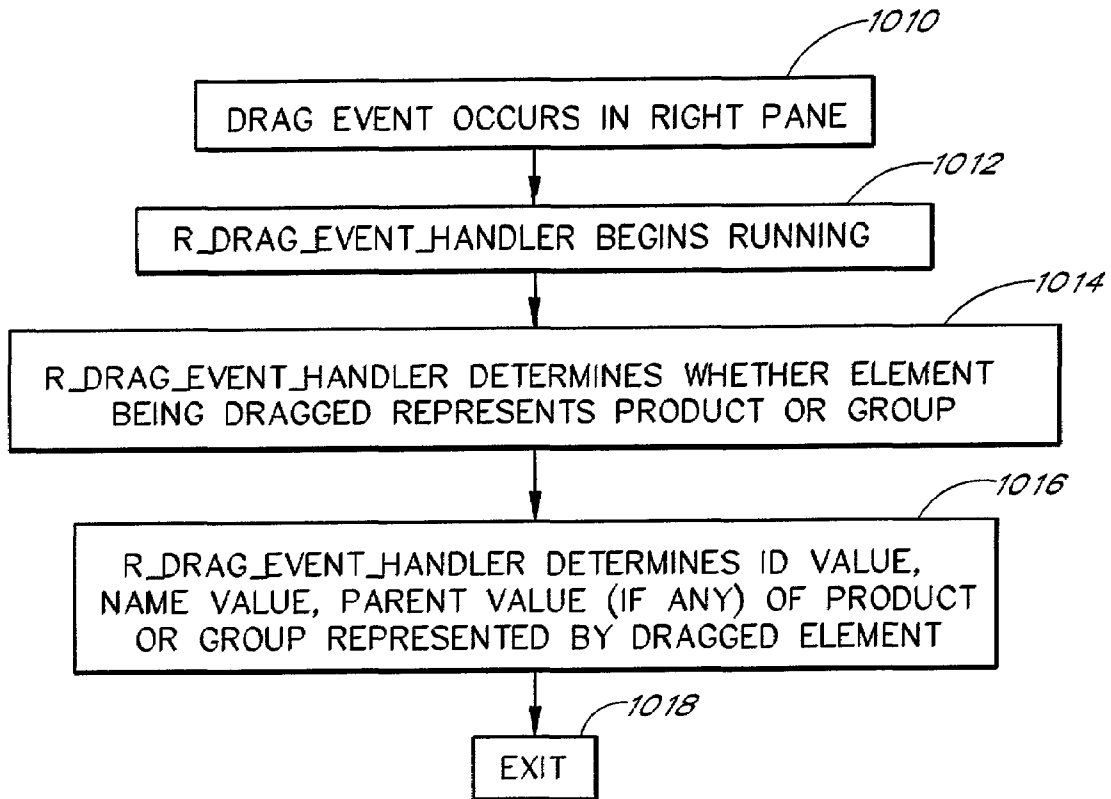 1010
DRAG EVENT OCCURS IN RIGHT PANE
1012
R_DRAG_EVENT_HANDLER BEGINS RUNNING
1014
R_DRAG_EVENT_HANDLER DETERMINES WHETHER ELEMENT
BEING DRAGGED REPRESENTS PRODUCT OR GROUP
1016
R_DRAG_EVENT_HANDLER DETERMINES ID VALUE,
NAME VALUE, PARENT VALUE (IF ANY) OF PRODUCT
OR GROUP REPRESENTED BY DRAGGED ELEMENT
1018
EXIT